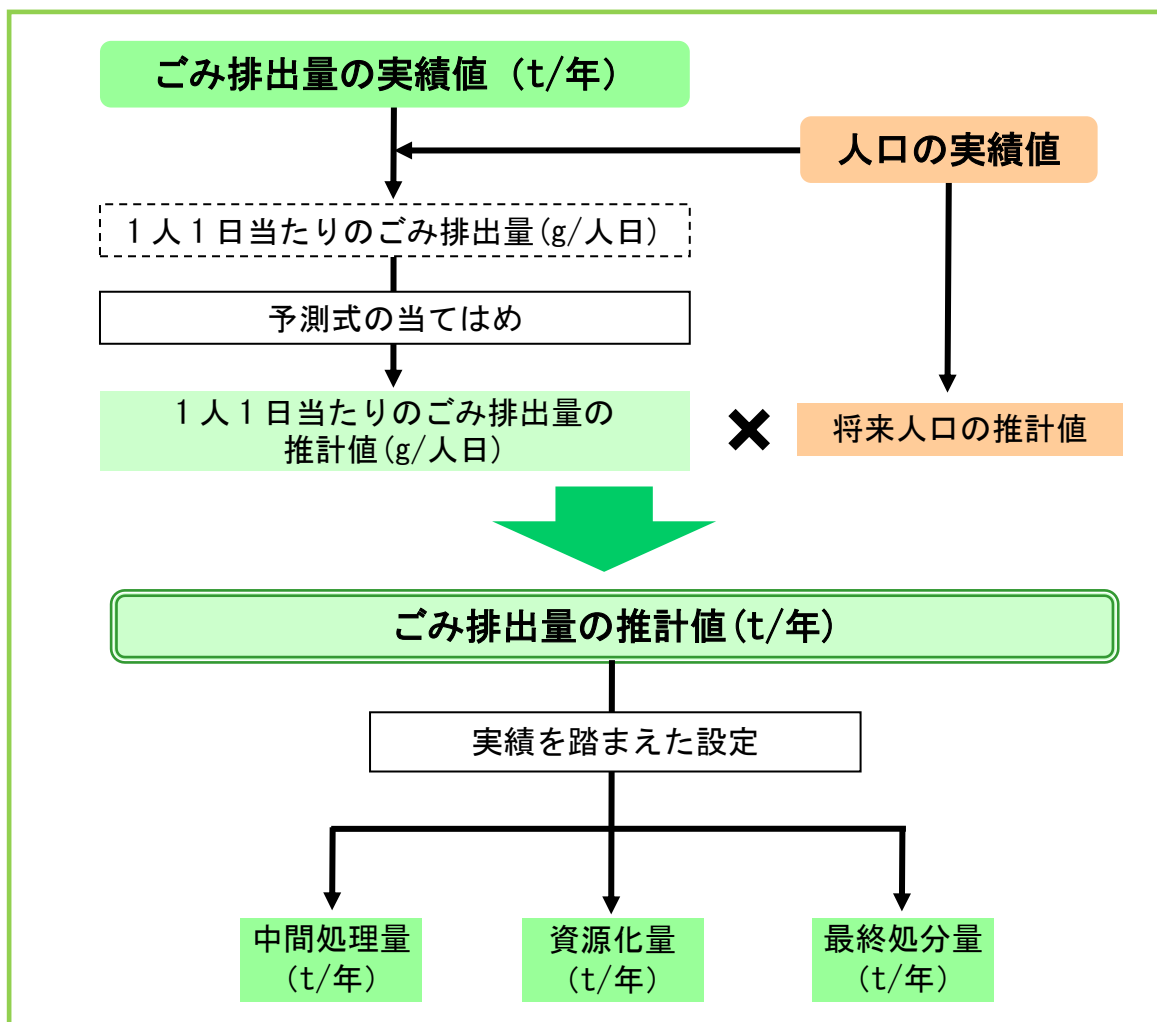 ごみ排出量の実績値（t/年）
人口の実績値
１人１日当たりのごみ排出量(g/人日)
予測式の当てはめ
１人１日当たりのごみ排出量の
推計値(g/人日)
×
将来人口の推計値
ごみ排出量の推計値(t/年)
実績を踏まえた設定
中間処理量
(t/年)
資源化量
(t/年)
最終処分量
(t/年)